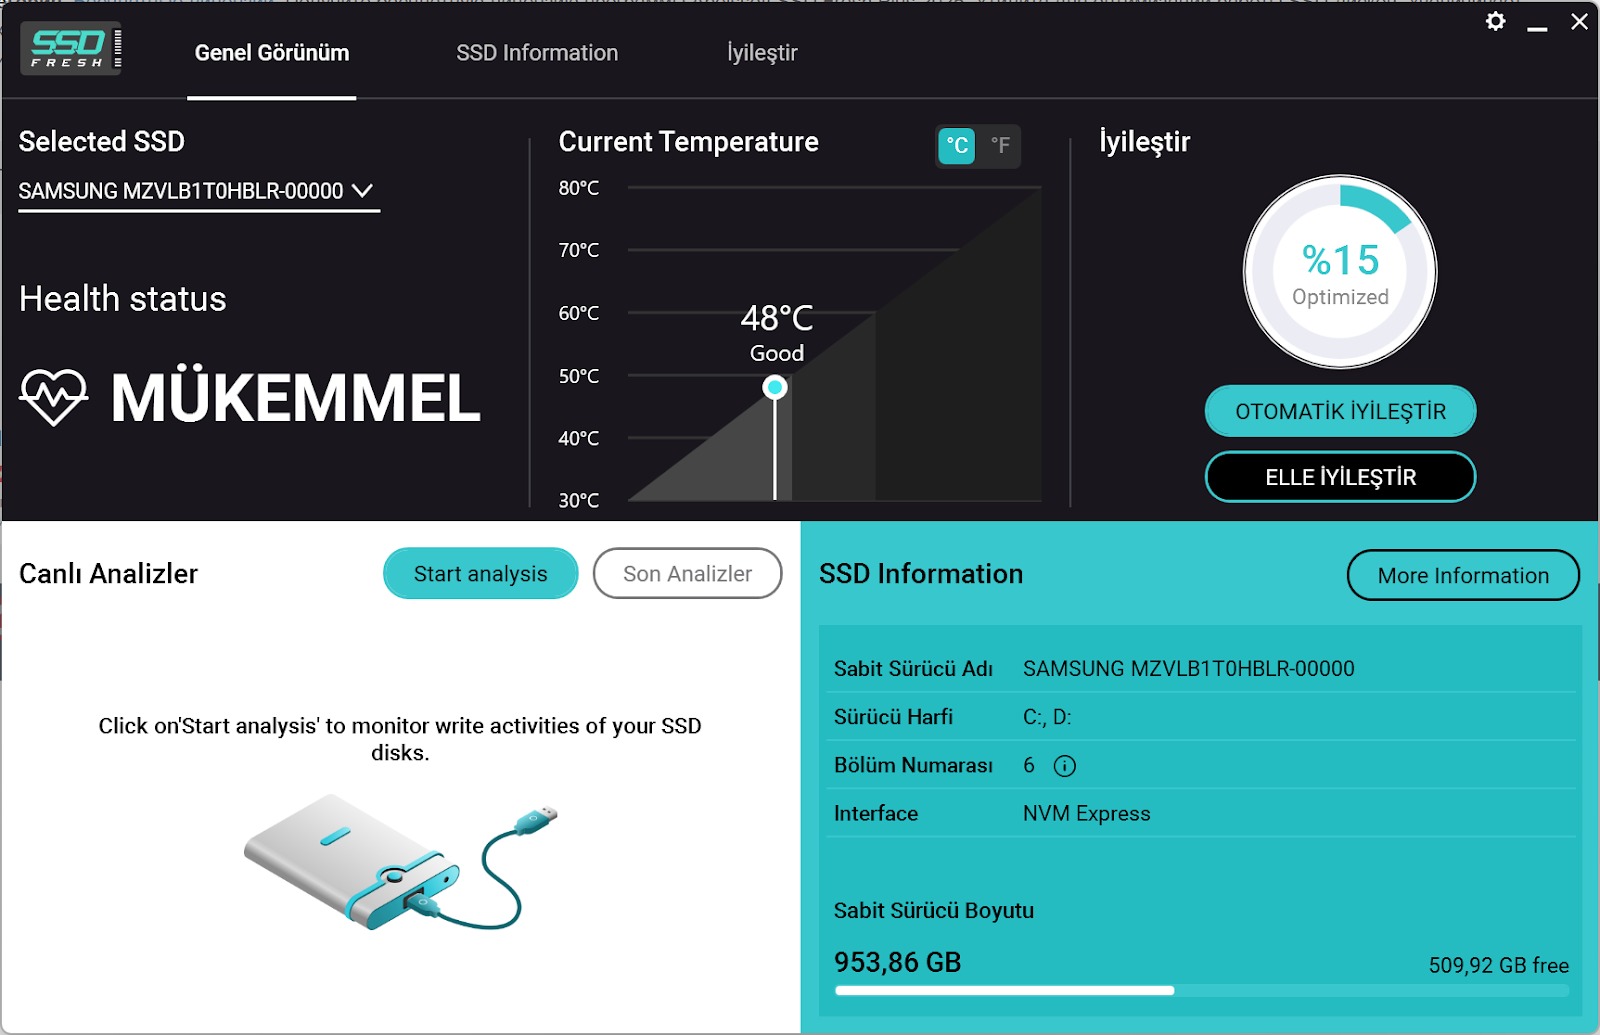 SSD
FRESH
Genel Görünüm
SSD Information
İyileştir
Selected SSD
SAMSUNG MZVLB1T0HBLR-00000
Health status
MÜKEMMEL
Current Temperature
°C
°F
80°C
70°C
60°C
50°C
40°C
30°C
48°C
Good
İyileştir
%15
Optimized
OTOMATİK İYİLEŞTİR
ELLE İYİLEŞTİR
Canlı Analizler
Start analysis
Son Analizler
Click on'Start analysis' to monitor write activities of your SSD
disks.
SSD Information
More Information
Sabit Sürücü Adı SAMSUNG MZVLB1T0HBLR-00000
Sürücü Harfi C:, D:
Bölüm Numarası 6
Interface NVM Express
Sabit Sürücü Boyutu
953,86 GB
509,92 GB free